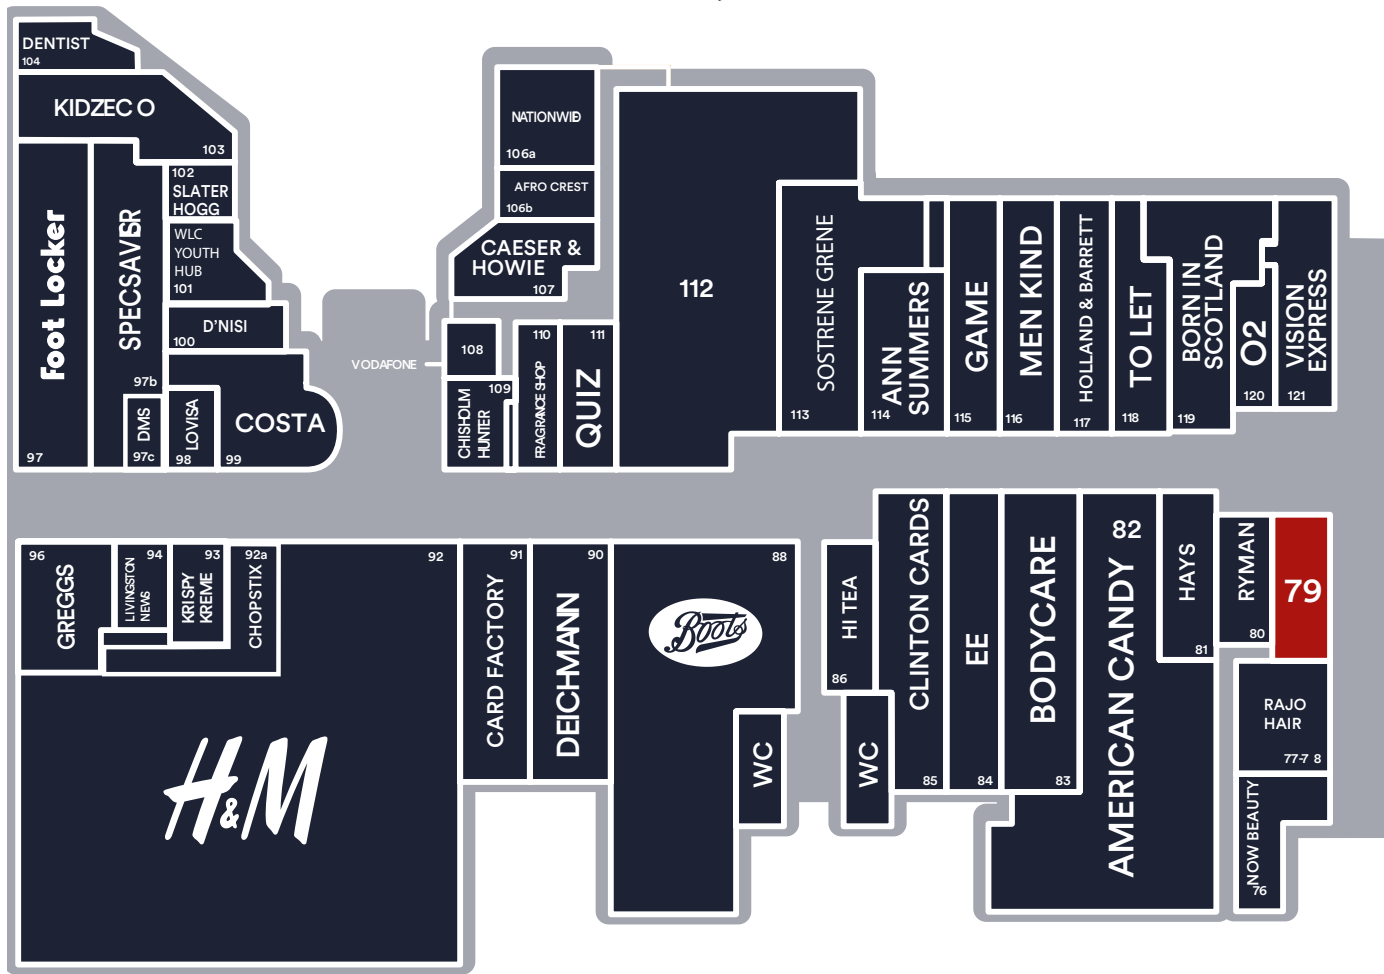 DENTIST
104
KIDZEC O
103
Foot Locker
97
SPECSAVER
97b
DMS
97c
102
SLATER
HOGG
WLC
YOUTH
HUB
101
D'NISI
100
LOVISA
98
COSTA
99
NATIONWID
106a
AFRO CREST
106b
CAESER &
HOWIE
107
VODAFONE
108
109
CHISHOLM
HUNTER
110
FRAGRANCE SHOP
111
QUIZ
112
SOSTRENE GRENE
113
ANN
SUMMERS
114
GAME
115
MEN KIND
116
HOLLAND & BARRETT
117
TO LET
118
BORN IN
SCOTLAND
119
O2
120
VISION
EXPRESS
121
96
GREGGS
94
LIVINGSTON
NEWS
93
KRISPY
KREME
92a
CHOPSTIX
92
H&M
91
CARD FACTORY
90
DEICHMANN
88
Boots
WC
HI TEA
86
WC
CLINTON CARDS
85
EE
84
BODYCARE
83
82
AMERICAN CANDY
HAYS
81
RYMAN
80
79
RAJO
HAIR
77-7 8
NOW BEAUTY
76